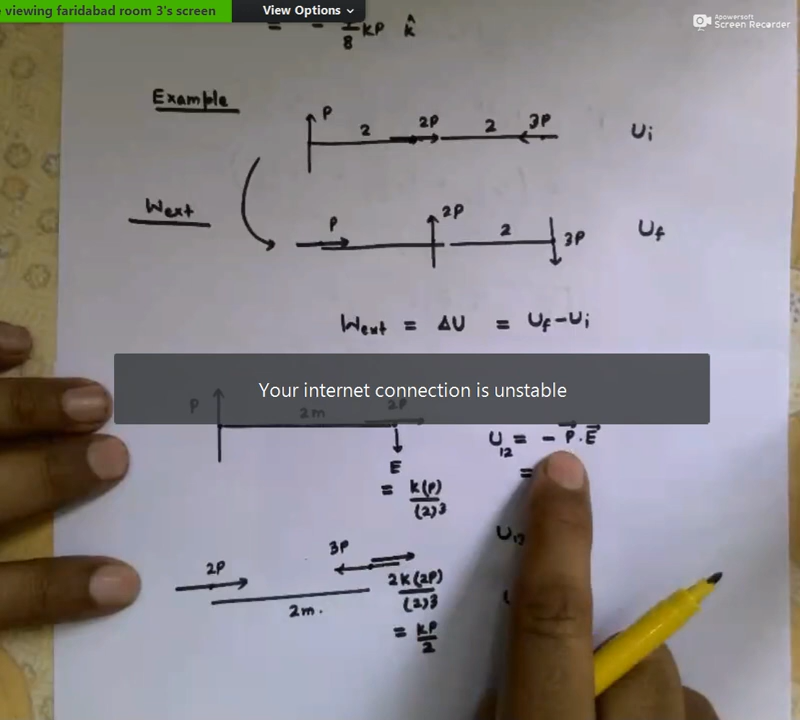 viewing faridabad room 3's screen View Options
Apowersoft
Screen Recorder
= - kP k̂
8
Example
P 2 2P 2 3P Ui
Wext
P 2P 2 3P Uf
Wext = ΔU = Uf-Ui
Your internet connection is unstable
P 2m 2P
U12 = - P⃗.E⃗
E
= k(P)/(2)³
=
2P 3P
2k(2P)/(2)³
2m.
= kP/2